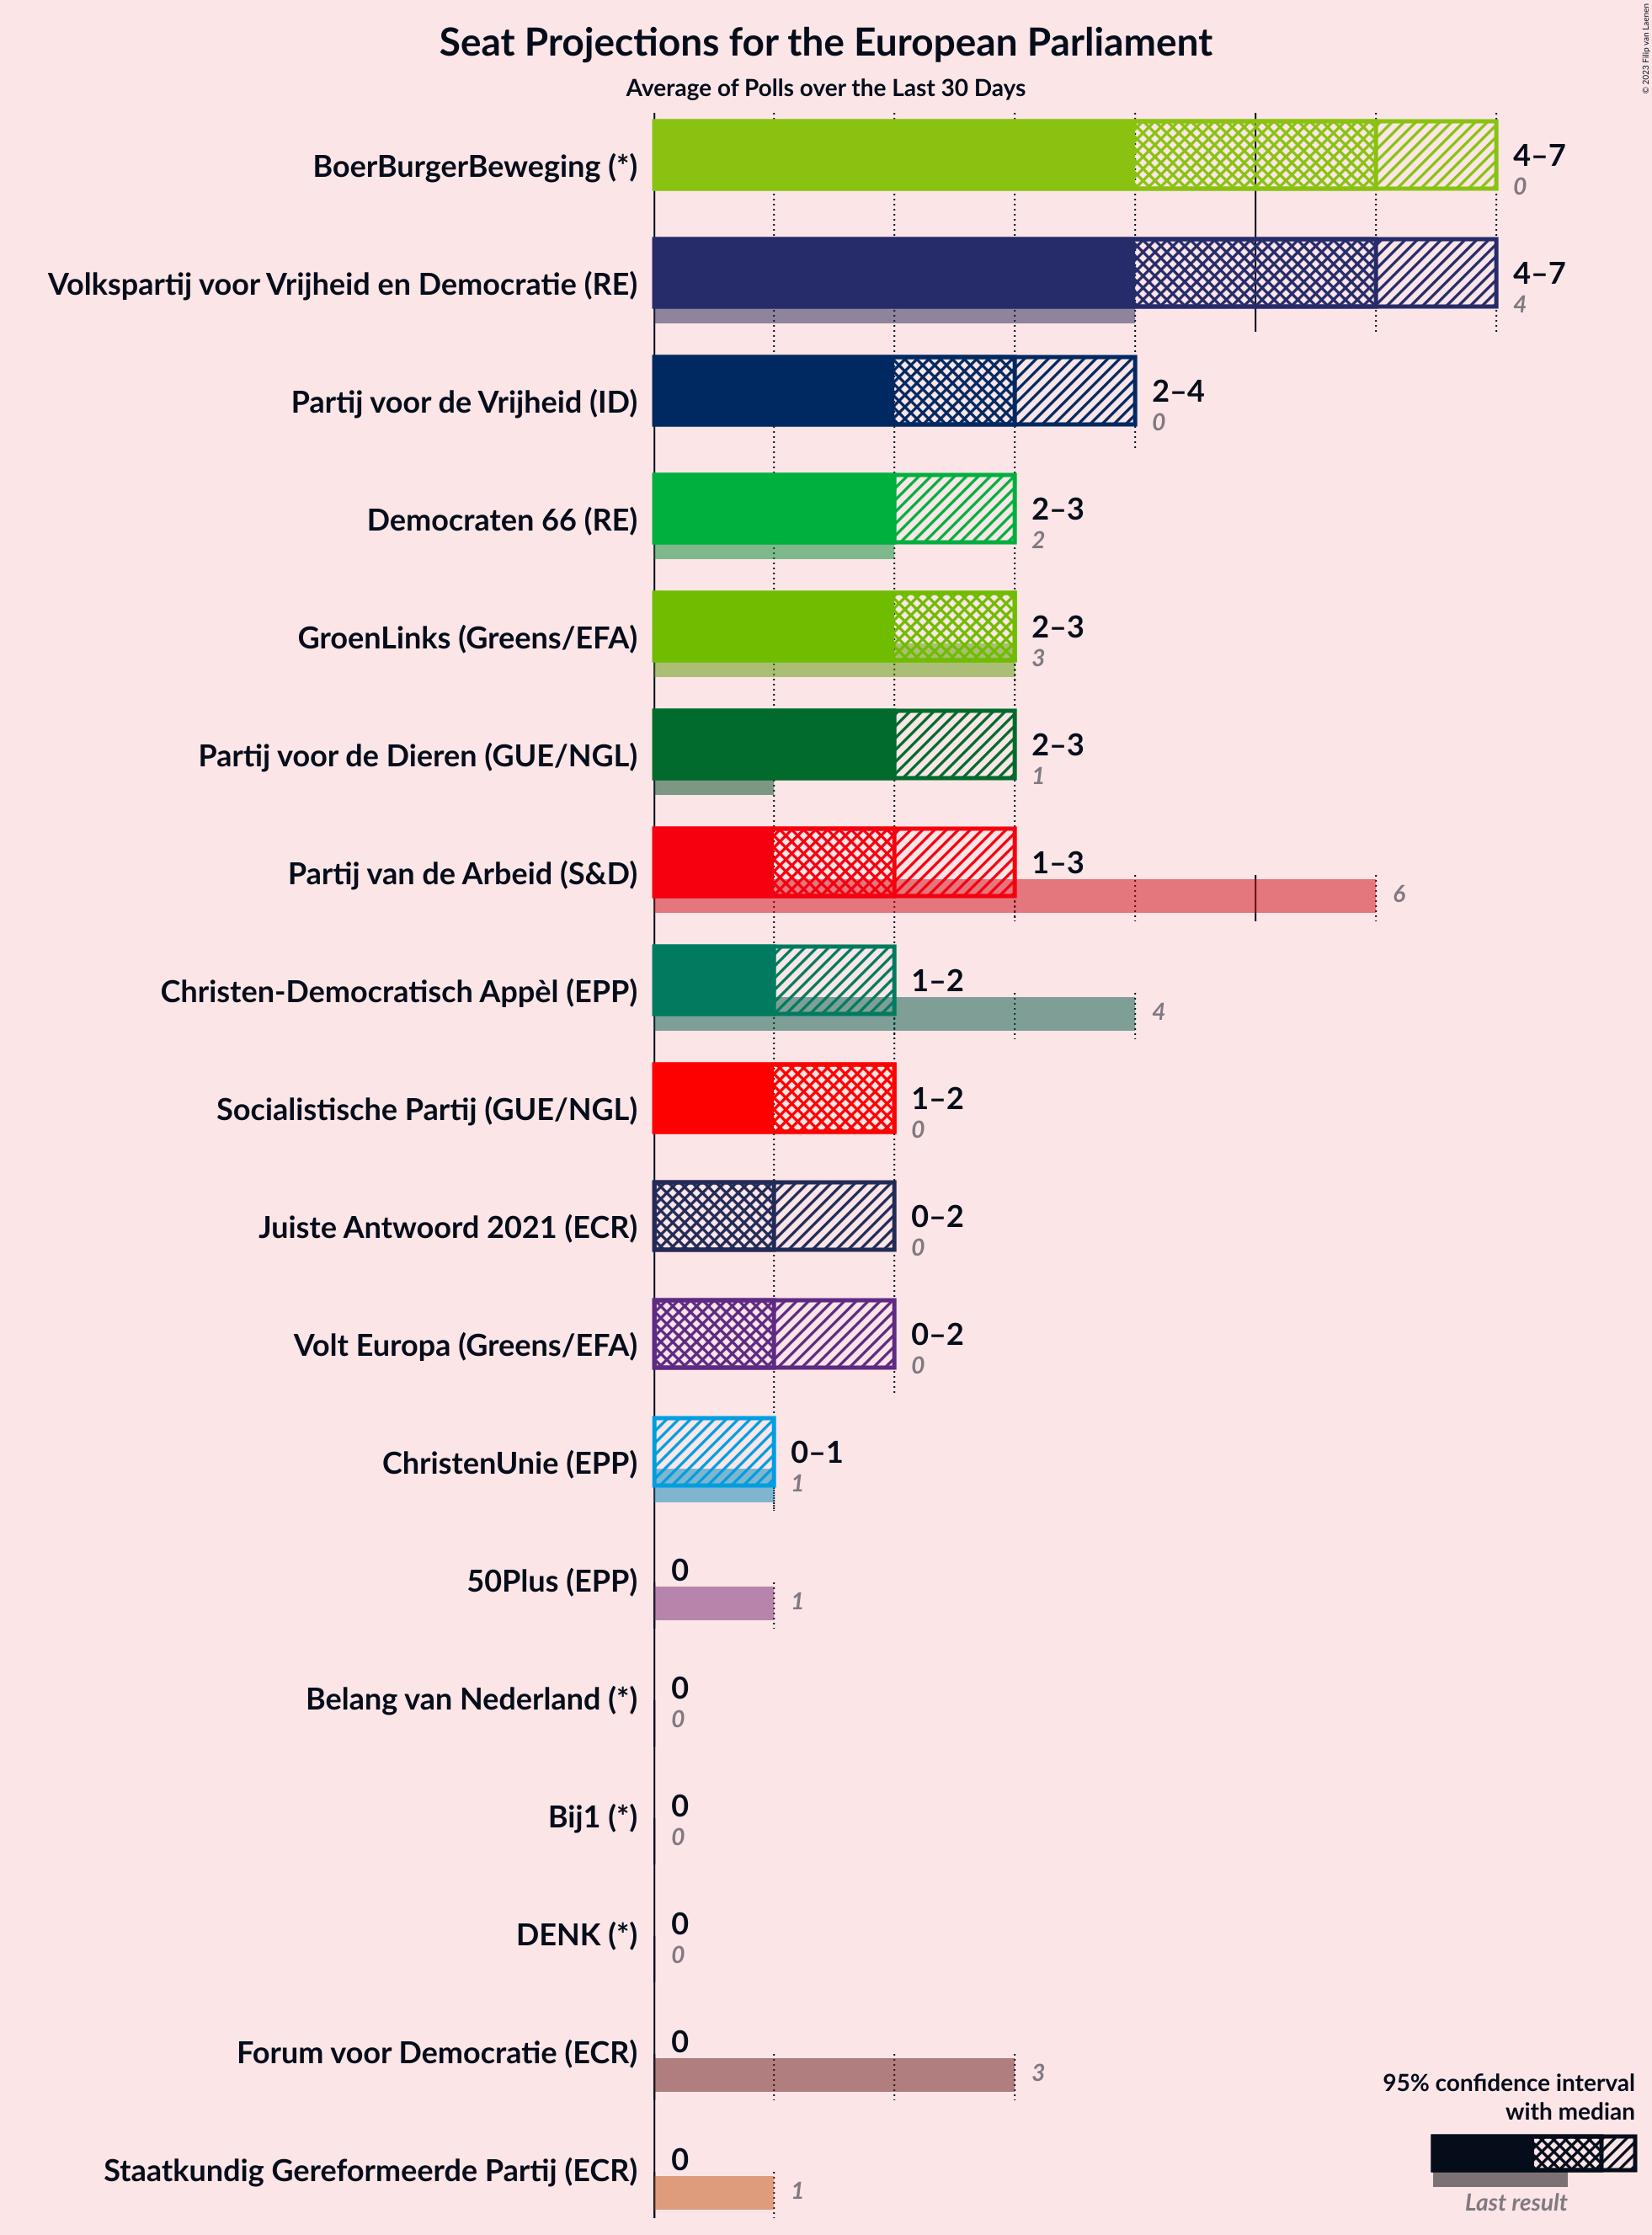 © 2023 Filip van Laenen
Seat Projections for the European Parliament
Average of Polls over the Last 30 Days
BoerBurgerBeweging (*)
4–7
0
Volkspartij voor Vrijheid en Democratie (RE)
4–7
4
Partij voor de Vrijheid (ID)
2–4
0
Democraten 66 (RE)
2–3
2
GroenLinks (Greens/EFA)
2–3
3
Partij voor de Dieren (GUE/NGL)
2–3
1
Partij van de Arbeid (S&D)
1–3
6
Christen-Democratisch Appèl (EPP)
1–2
4
Socialistische Partij (GUE/NGL)
1–2
0
Juiste Antwoord 2021 (ECR)
0–2
0
Volt Europa (Greens/EFA)
0–2
0
ChristenUnie (EPP)
0–1
1
50Plus (EPP)
0
1
Belang van Nederland (*)
0
0
Bij1 (*)
0
0
DENK (*)
0
0
Forum voor Democratie (ECR)
0
3
Staatkundig Gereformeerde Partij (ECR)
0
1
95% confidence interval
with median
Last result